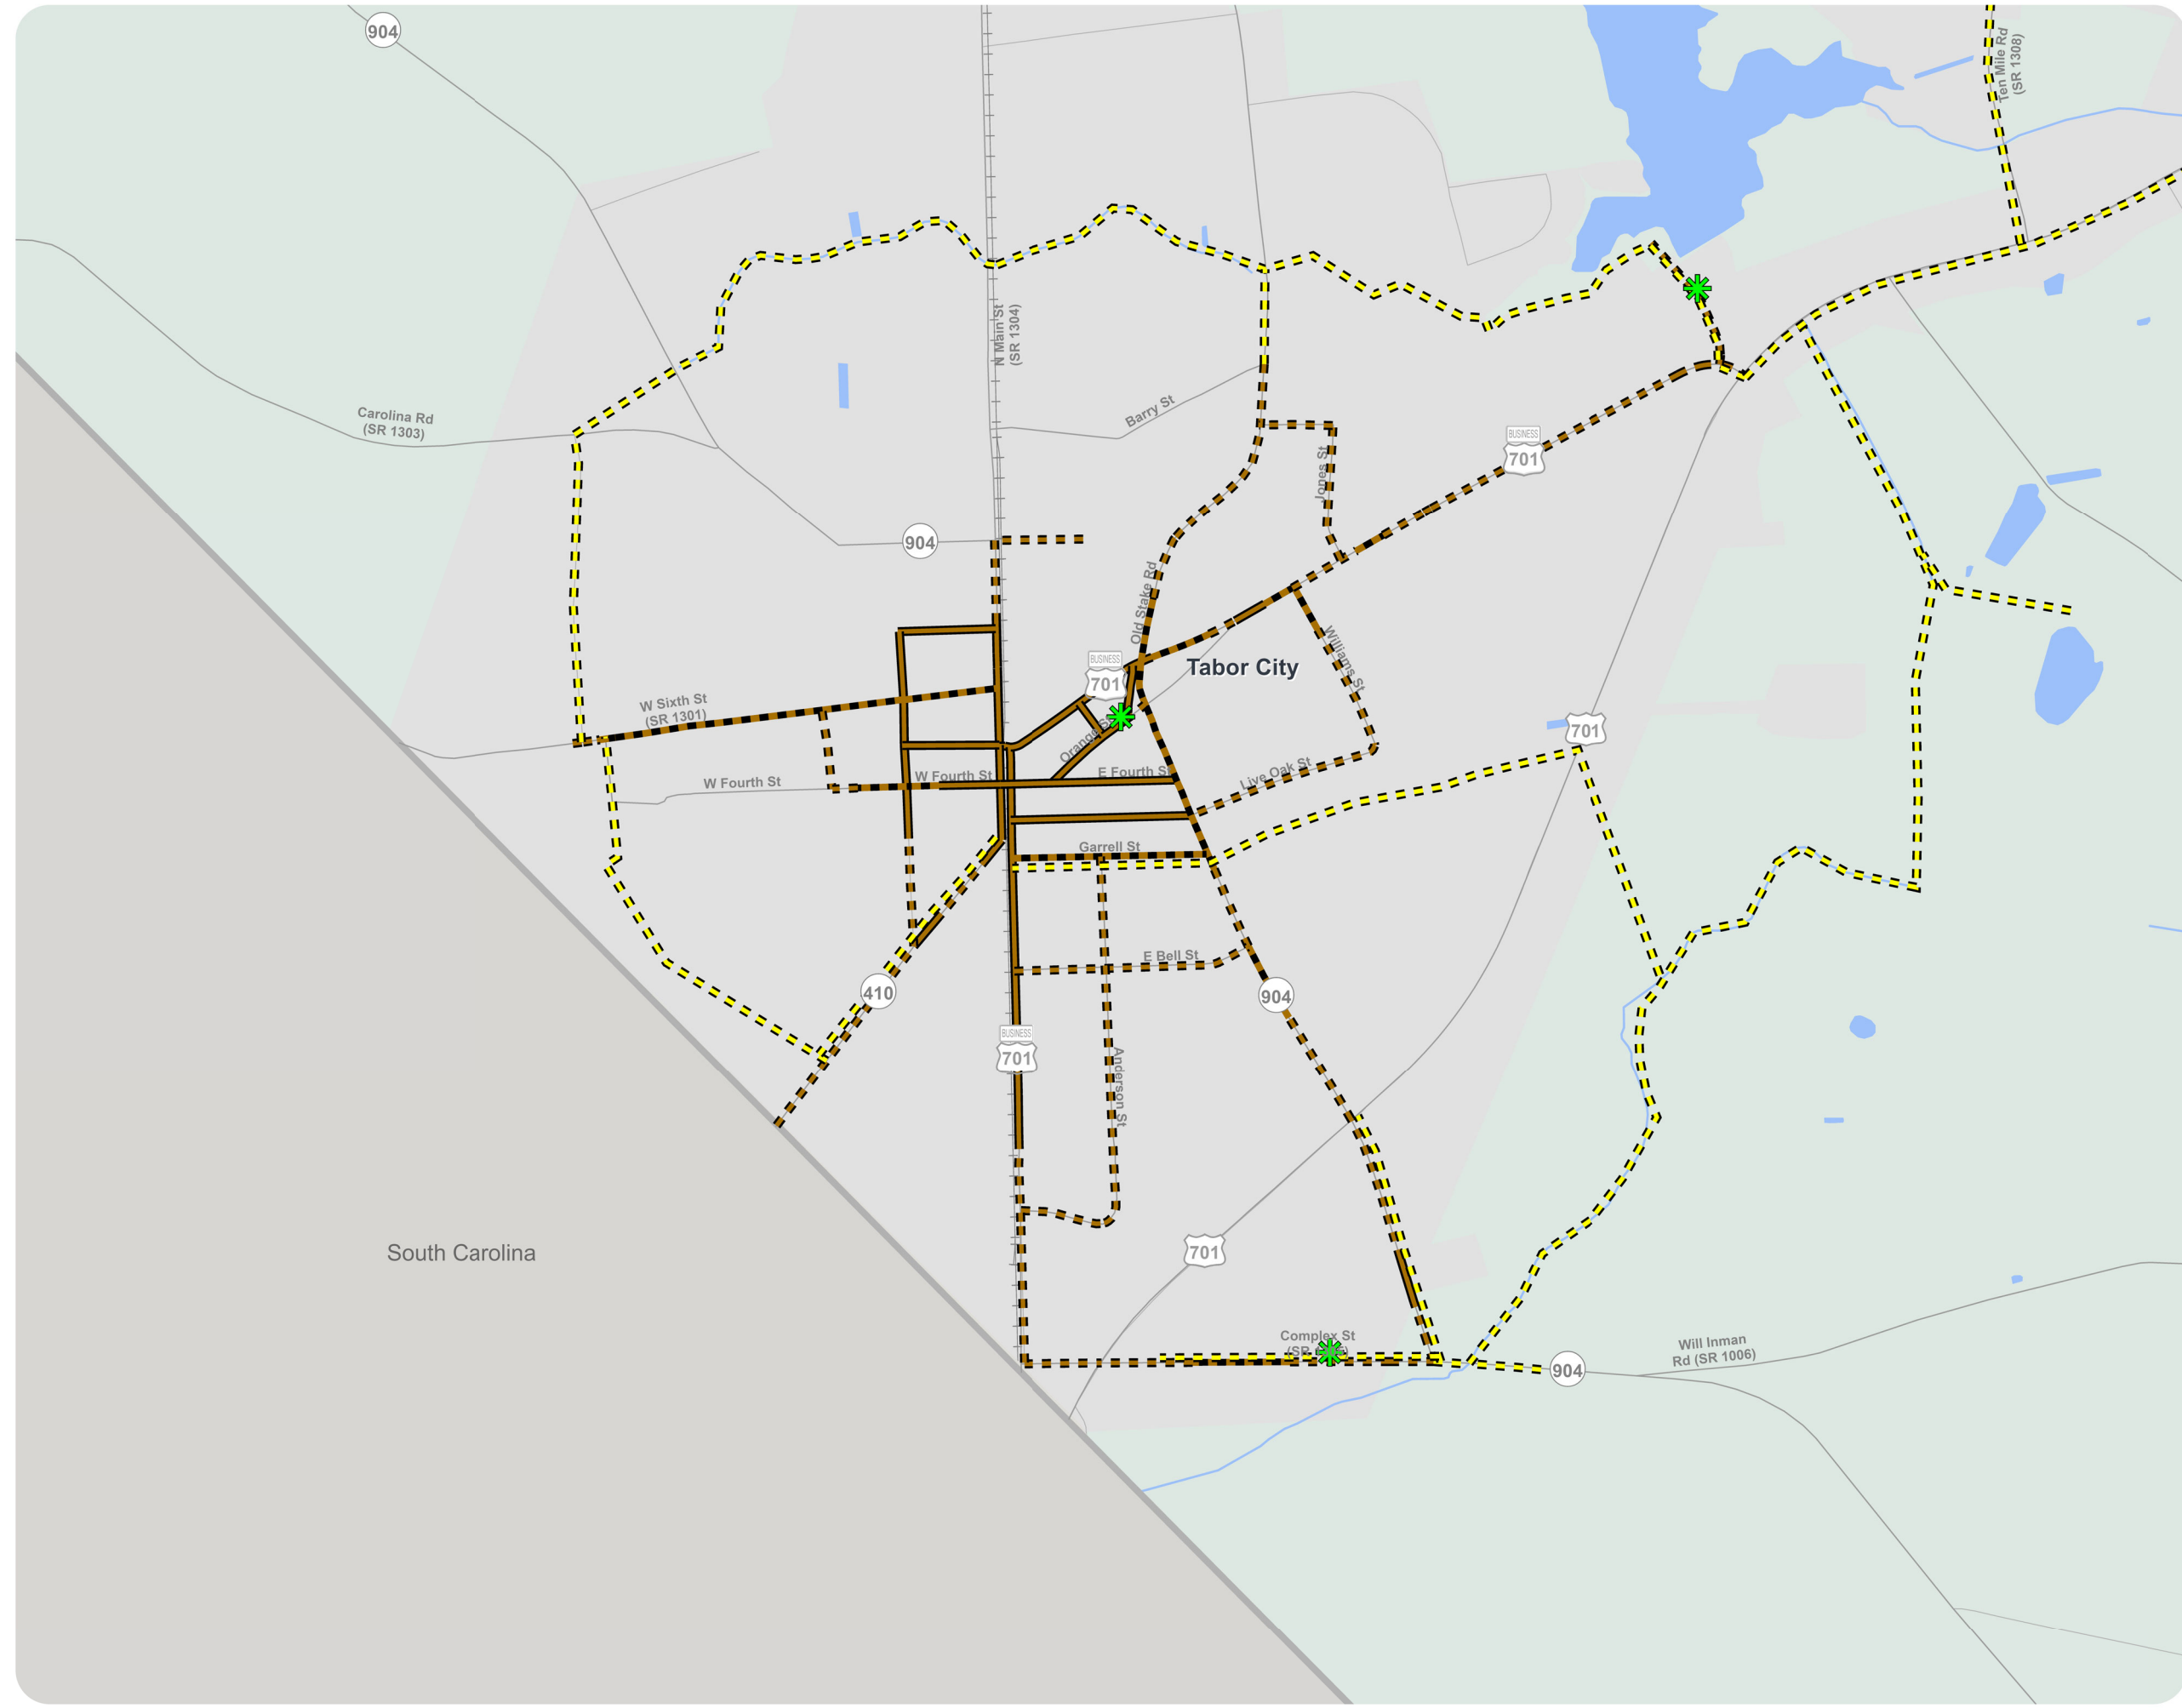 904
Ten Mile Rd
(SR 1308)
N Main St
(SR 1304)
Carolina Rd
(SR 1303)
Barry St
BUSINESS
701
Jones St
904
Old Stake Rd
Williams St
BUSINESS
701
Tabor City
W Sixth St
(SR 1301)
701
Orange St
W Fourth St
W Fourth St
E Fourth St
Live Oak St
Garrell St
E Bell St
410
904
BUSINESS
701
Anderson St
701
South Carolina
Complex St
(SR
Will Inman
Rd (SR 1006)
904